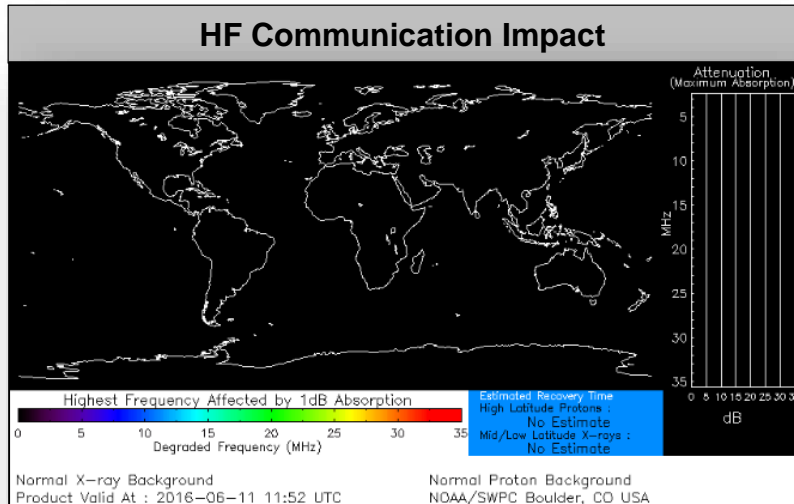 HF Communication Impact
Attenuation
(Maximum Absorption)
5
10
15
20
25
30
35
MHz
0 5 10 15 20 25 30
dB
Highest Frequency Affected by 1dB Absorption
0 5 10 15 20 25 30 35
Degraded Frequency (MHz)
Estimated Recovery Time
High Latitude Protons :
No Estimate
Mid/Low Latitude X-rays :
No Estimate
Normal X-ray Background
Product Valid At : 2016-06-11 11:52 UTC
Normal Proton Background
NOAA/SWPC Boulder, CO USA